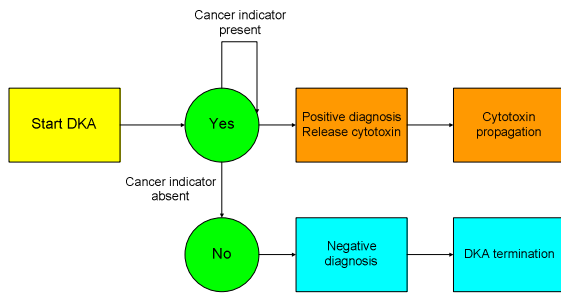 Cancer indicator
present
Start DKA
Yes
Positive diagnosis
Release cytotoxin
Cytotoxin
propagation
Cancer indicator
absent
No
Negative
diagnosis
DKA termination